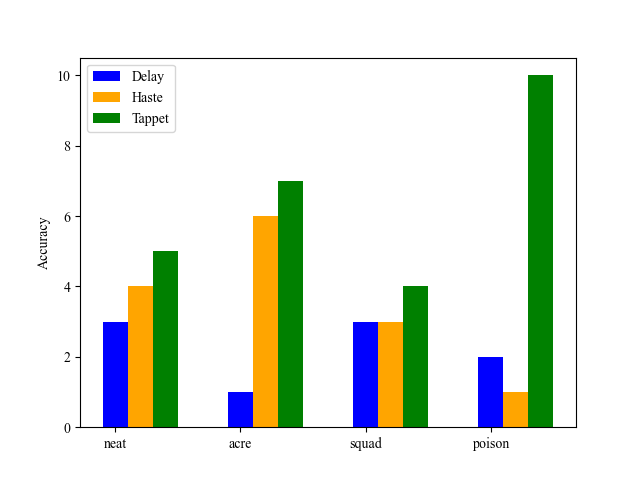 Delay
Haste
Tappet
Accuracy
10
8
6
4
2
0
neat
acre
squad
poison